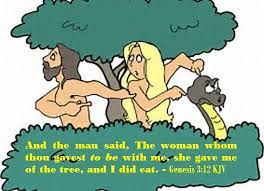 And the man said, The woman whom
thou gavest to be with me, she gave me
of the tree, and I did eat. - Genesis 3:12 KJV